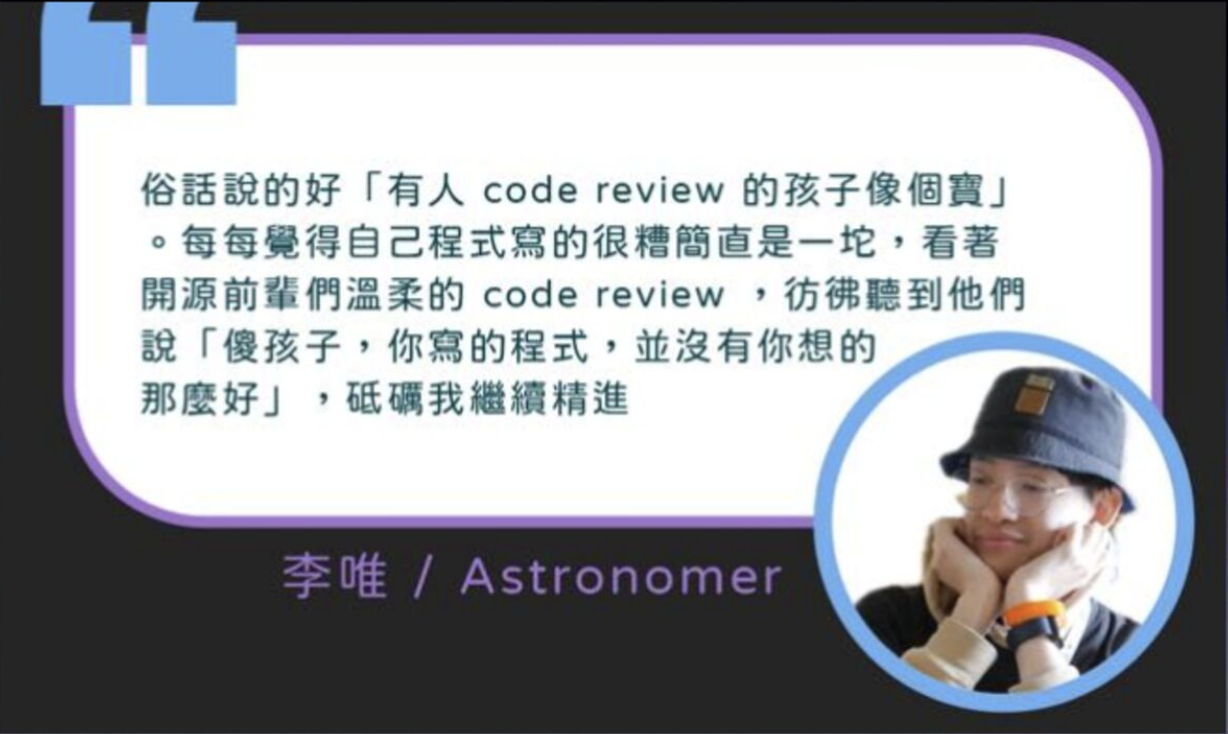 俗話說的好「有人 code review 的孩子像個寶」
。每每覺得自己程式寫的很糟簡直是一坨，看著
開源前輩們溫柔的 code review ，彷彿聽到他們
說「傻孩子，你寫的程式，並沒有你想的
那麼好」，砥礪我繼續精進
李唯 / Astronomer